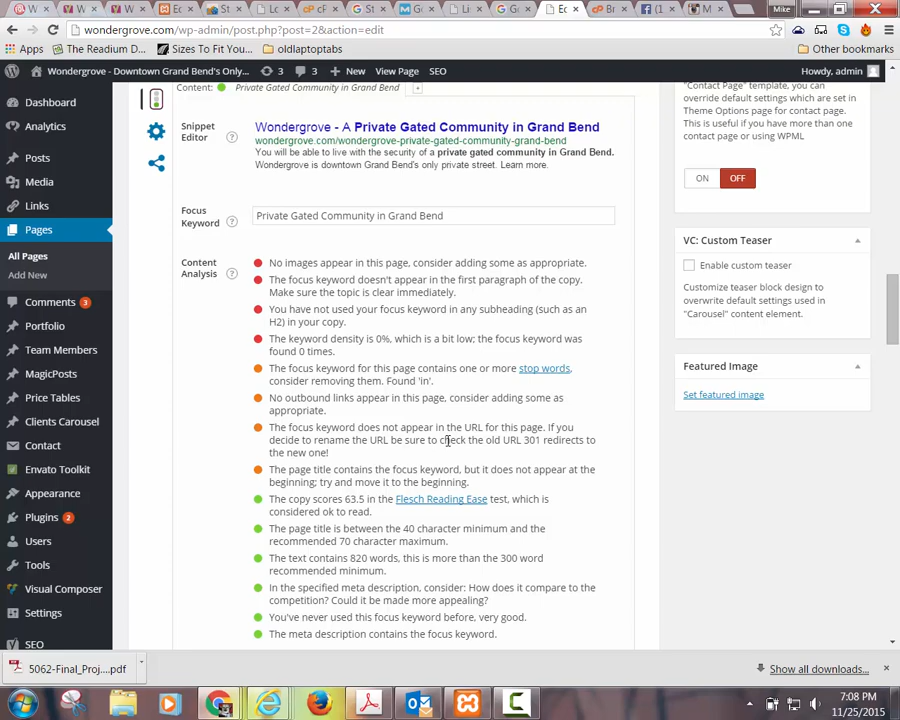 W
W
W
Ec
St
Lo
cF
St
Go
Li
Go
Ec
Br
(1
M
Mike
wondergrove.com/wp-admin/post.php?post=2&action=edit
Apps
The Readium D...
Sizes To Fit You...
oldlaptoptabs
Other bookmarks
Wondergrove - Downtown Grand Bend's Only...
3
3
New
View Page
SEO
Howdy, admin
Dashboard
Analytics
Posts
Media
Links
Pages
All Pages
Add New
Comments 3
Portfolio
Team Members
MagicPosts
Price Tables
Clients Carousel
Contact
Envato Toolkit
Appearance
Plugins 2
Users
Tools
Visual Composer
Settings
SEO
Content: Private Gated Community in Grand Bend +
Snippet
Editor ?
Wondergrove - A Private Gated Community in Grand Bend
wondergrove.com/wondergrove-private-gated-community-grand-bend
You will be able to live with the security of a private gated community in Grand Bend.
Wondergrove is downtown Grand Bend's only private street. Learn more.
Focus
Keyword ?
Private Gated Community in Grand Bend
Content
Analysis ?
No images appear in this page, consider adding some as appropriate.
The focus keyword doesn't appear in the first paragraph of the copy.
Make sure the topic is clear immediately.
You have not used your focus keyword in any subheading (such as an
H2) in your copy.
The keyword density is 0%, which is a bit low; the focus keyword was
found 0 times.
The focus keyword for this page contains one or more stop words,
consider removing them. Found 'in'.
No outbound links appear in this page, consider adding some as
appropriate.
The focus keyword does not appear in the URL for this page. If you
decide to rename the URL be sure to check the old URL 301 redirects to
the new one!
The page title contains the focus keyword, but it does not appear at the
beginning; try and move it to the beginning.
The copy scores 63.5 in the Flesch Reading Ease test, which is
considered ok to read.
The page title is between the 40 character minimum and the
recommended 70 character maximum.
The text contains 820 words, this is more than the 300 word
recommended minimum.
In the specified meta description, consider: How does it compare to the
competition? Could it be made more appealing?
You've never used this focus keyword before, very good.
The meta description contains the focus keyword.
"Contact Page" template, you can
override default settings which are set in
Theme Options page for contact page.
This is useful if you have more than one
contact page or using WPML
ON OFF
VC: Custom Teaser
Enable custom teaser
Customize teaser block design to
overwrite default settings used in
"Carousel" content element.
Featured Image
Set featured image
5062-Final_Proj....pdf
Show all downloads...
7:08 PM
11/25/2015